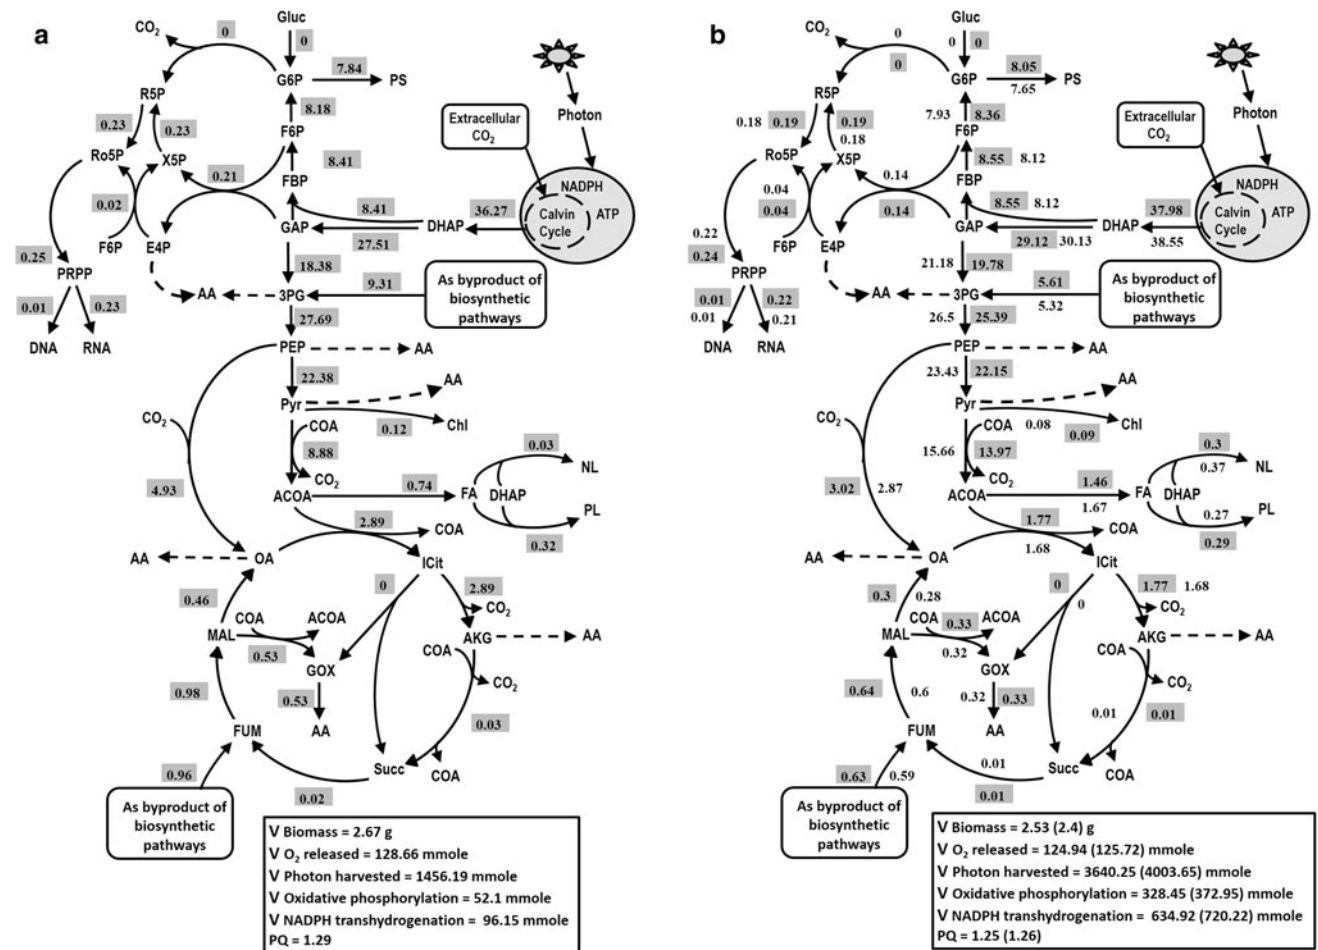 a
Gluc
0
CO2
0
G6P
7.84
PS
R5P
8.18
Photon
Extracellular
CO2
F6P
0.23
0.23
Ro5P
X5P
8.41
0.21
FBP
NADPH
0.02
8.41
36.27
Calvin
Cycle
ATP
F6P
E4P
GAP
DHAP
27.51
0.25
18.38
PRPP
As byproduct of
biosynthetic
pathways
9.31
AA
3PG
0.01
0.23
27.69
DNA
RNA
PEP
AA
22.38
AA
Pyr
CO2
COA
0.12
Chl
8.88
0.03
CO2
NL
4.93
ACOA
0.74
FA
DHAP
PL
2.89
COA
0.32
AA
OA
ICit
0
2.89
0.46
COA
ACOA
CO2
MAL
AKG
AA
0.53
COA
GOX
CO2
0.98
0.53
0.03
FUM
AA
Succ
COA
0.96
0.02
As byproduct of
biosynthetic
pathways
V Biomass = 2.67 g
V O2 released = 128.66 mmole
V Photon harvested = 1456.19 mmole
V Oxidative phosphorylation = 52.1 mmole
V NADPH transhydrogenation = 96.15 mmole
PQ = 1.29
b
Gluc
0 0
CO2
0
0
G6P
8.05
7.65
PS
R5P
7.93 8.36
Photon
Extracellular
CO2
F6P
0.18 0.19
0.19
0.18
Ro5P
X5P
8.55 8.12
0.14
FBP
NADPH
0.04
0.04
0.14
8.55 8.12
37.98
38.55
Calvin
Cycle
ATP
F6P
E4P
GAP
DHAP
29.12 30.13
0.22
0.24
21.18 19.78
PRPP
As byproduct of
biosynthetic
pathways
5.61
5.32
AA
3PG
0.01
0.01
0.22
0.21
26.5 25.39
DNA
RNA
PEP
AA
23.43 22.15
AA
Pyr
CO2
COA
0.08
0.09
Chl
15.66 13.97
0.3
0.37
CO2
NL
3.02 2.87
ACOA
1.46
1.67
FA
DHAP
0.27
PL
1.77
1.68
COA
0.29
AA
OA
ICit
0
0
1.77 1.68
0.3 0.28
COA
ACOA
CO2
MAL
0.33
0.32
AKG
AA
COA
GOX
CO2
0.64 0.6
0.32 0.33
0.01 0.01
FUM
AA
0.01
Succ
COA
0.63 0.59
0.01
As byproduct of
biosynthetic
pathways
V Biomass = 2.53 (2.4) g
V O2 released = 124.94 (125.72) mmole
V Photon harvested = 3640.25 (4003.65) mmole
V Oxidative phosphorylation = 328.45 (372.95) mmole
V NADPH transhydrogenation = 634.92 (720.22) mmole
PQ = 1.25 (1.26)